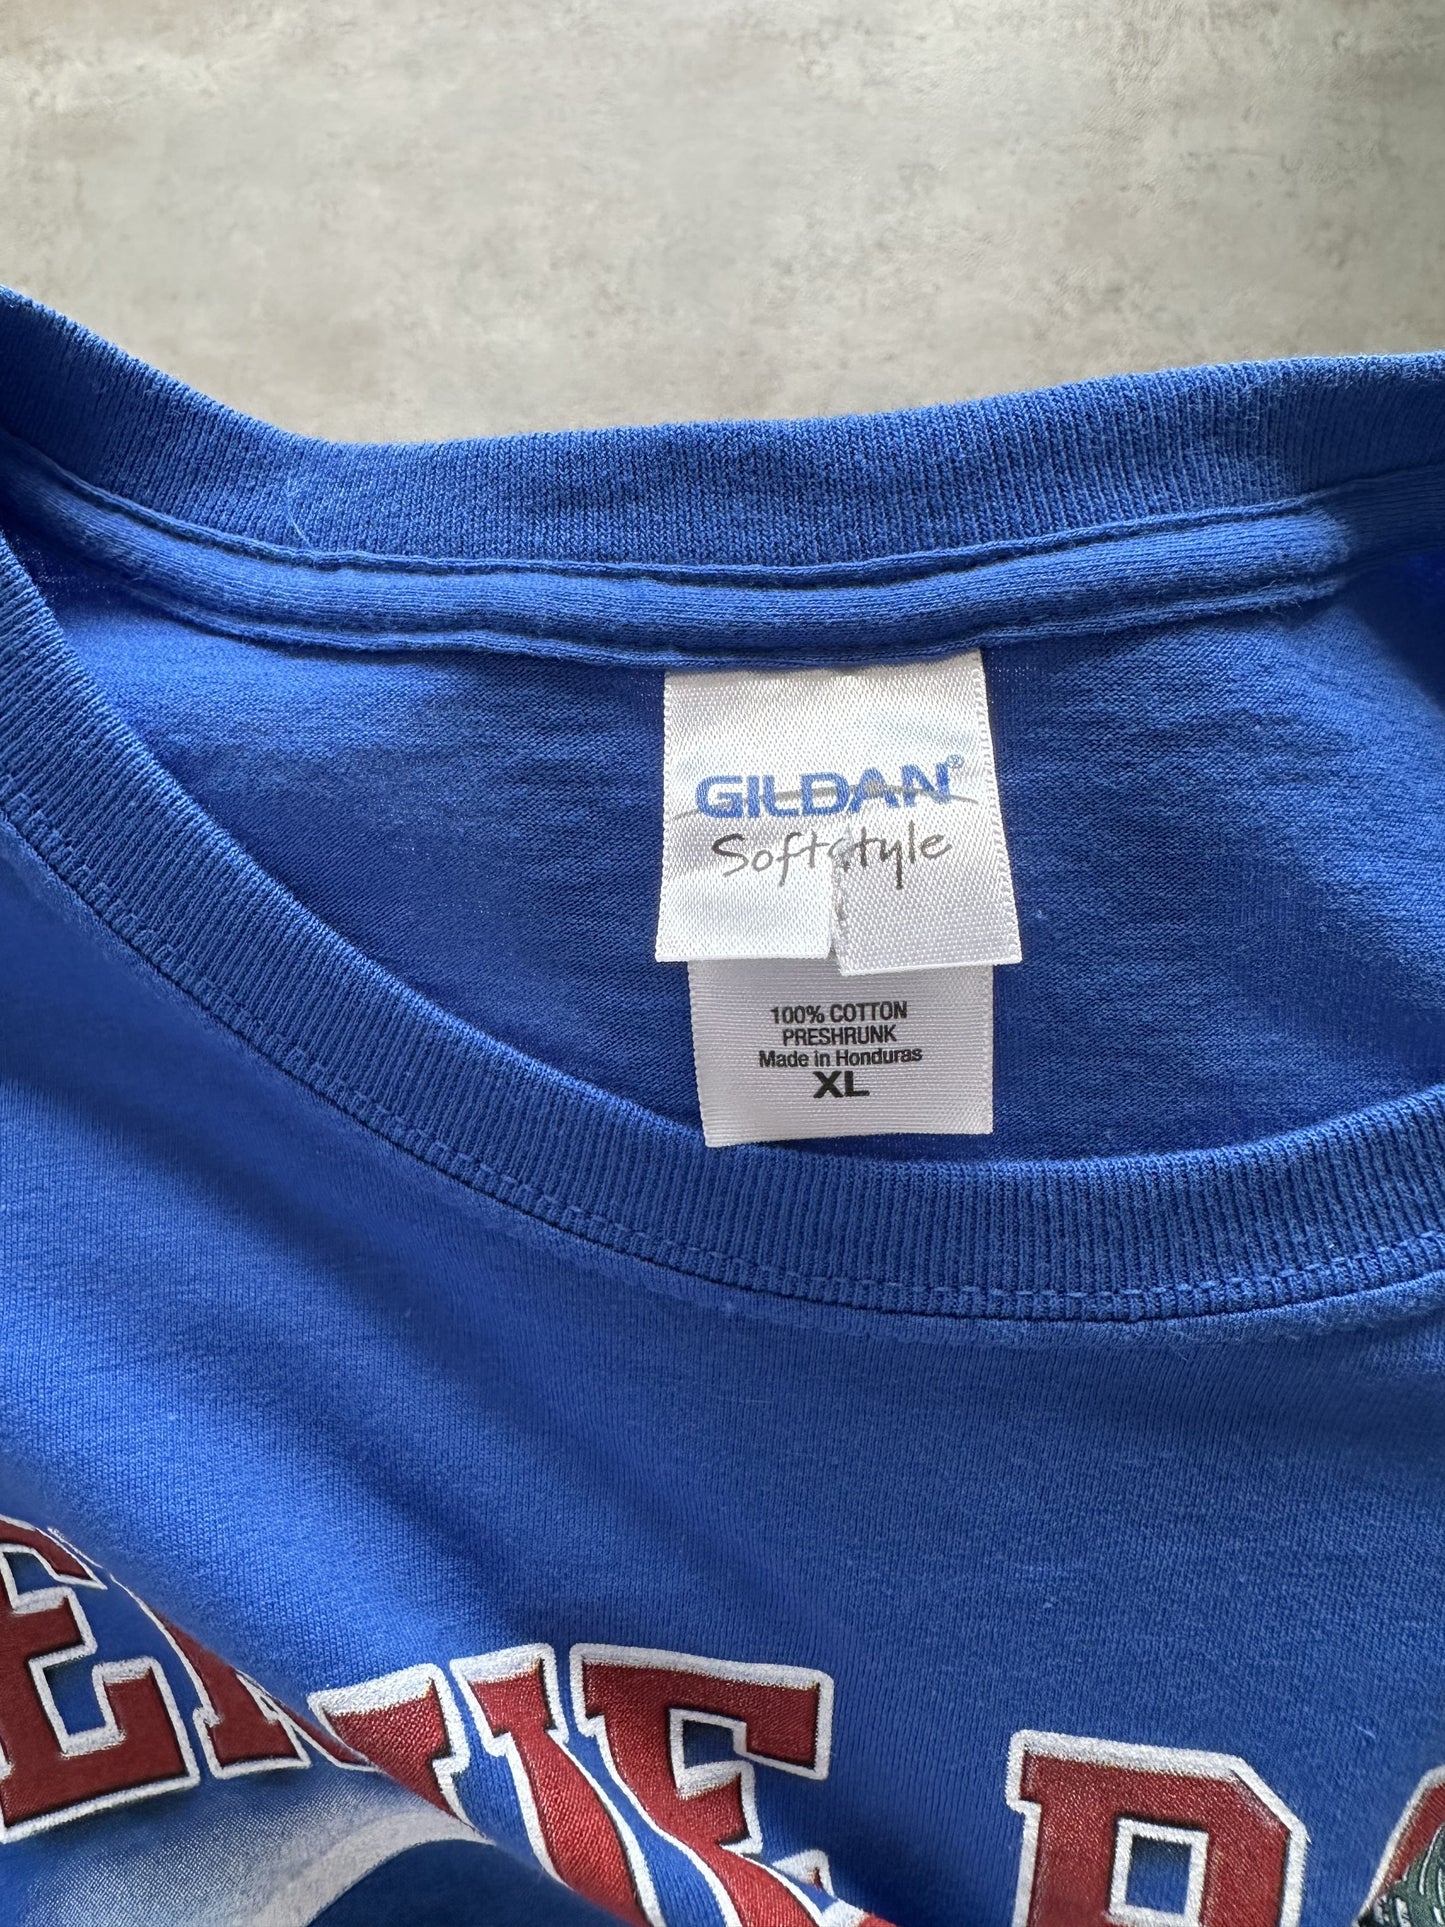 GILDAN®
Softstyle
100% COTTON
PRESHRUNK
Made in Honduras
XL